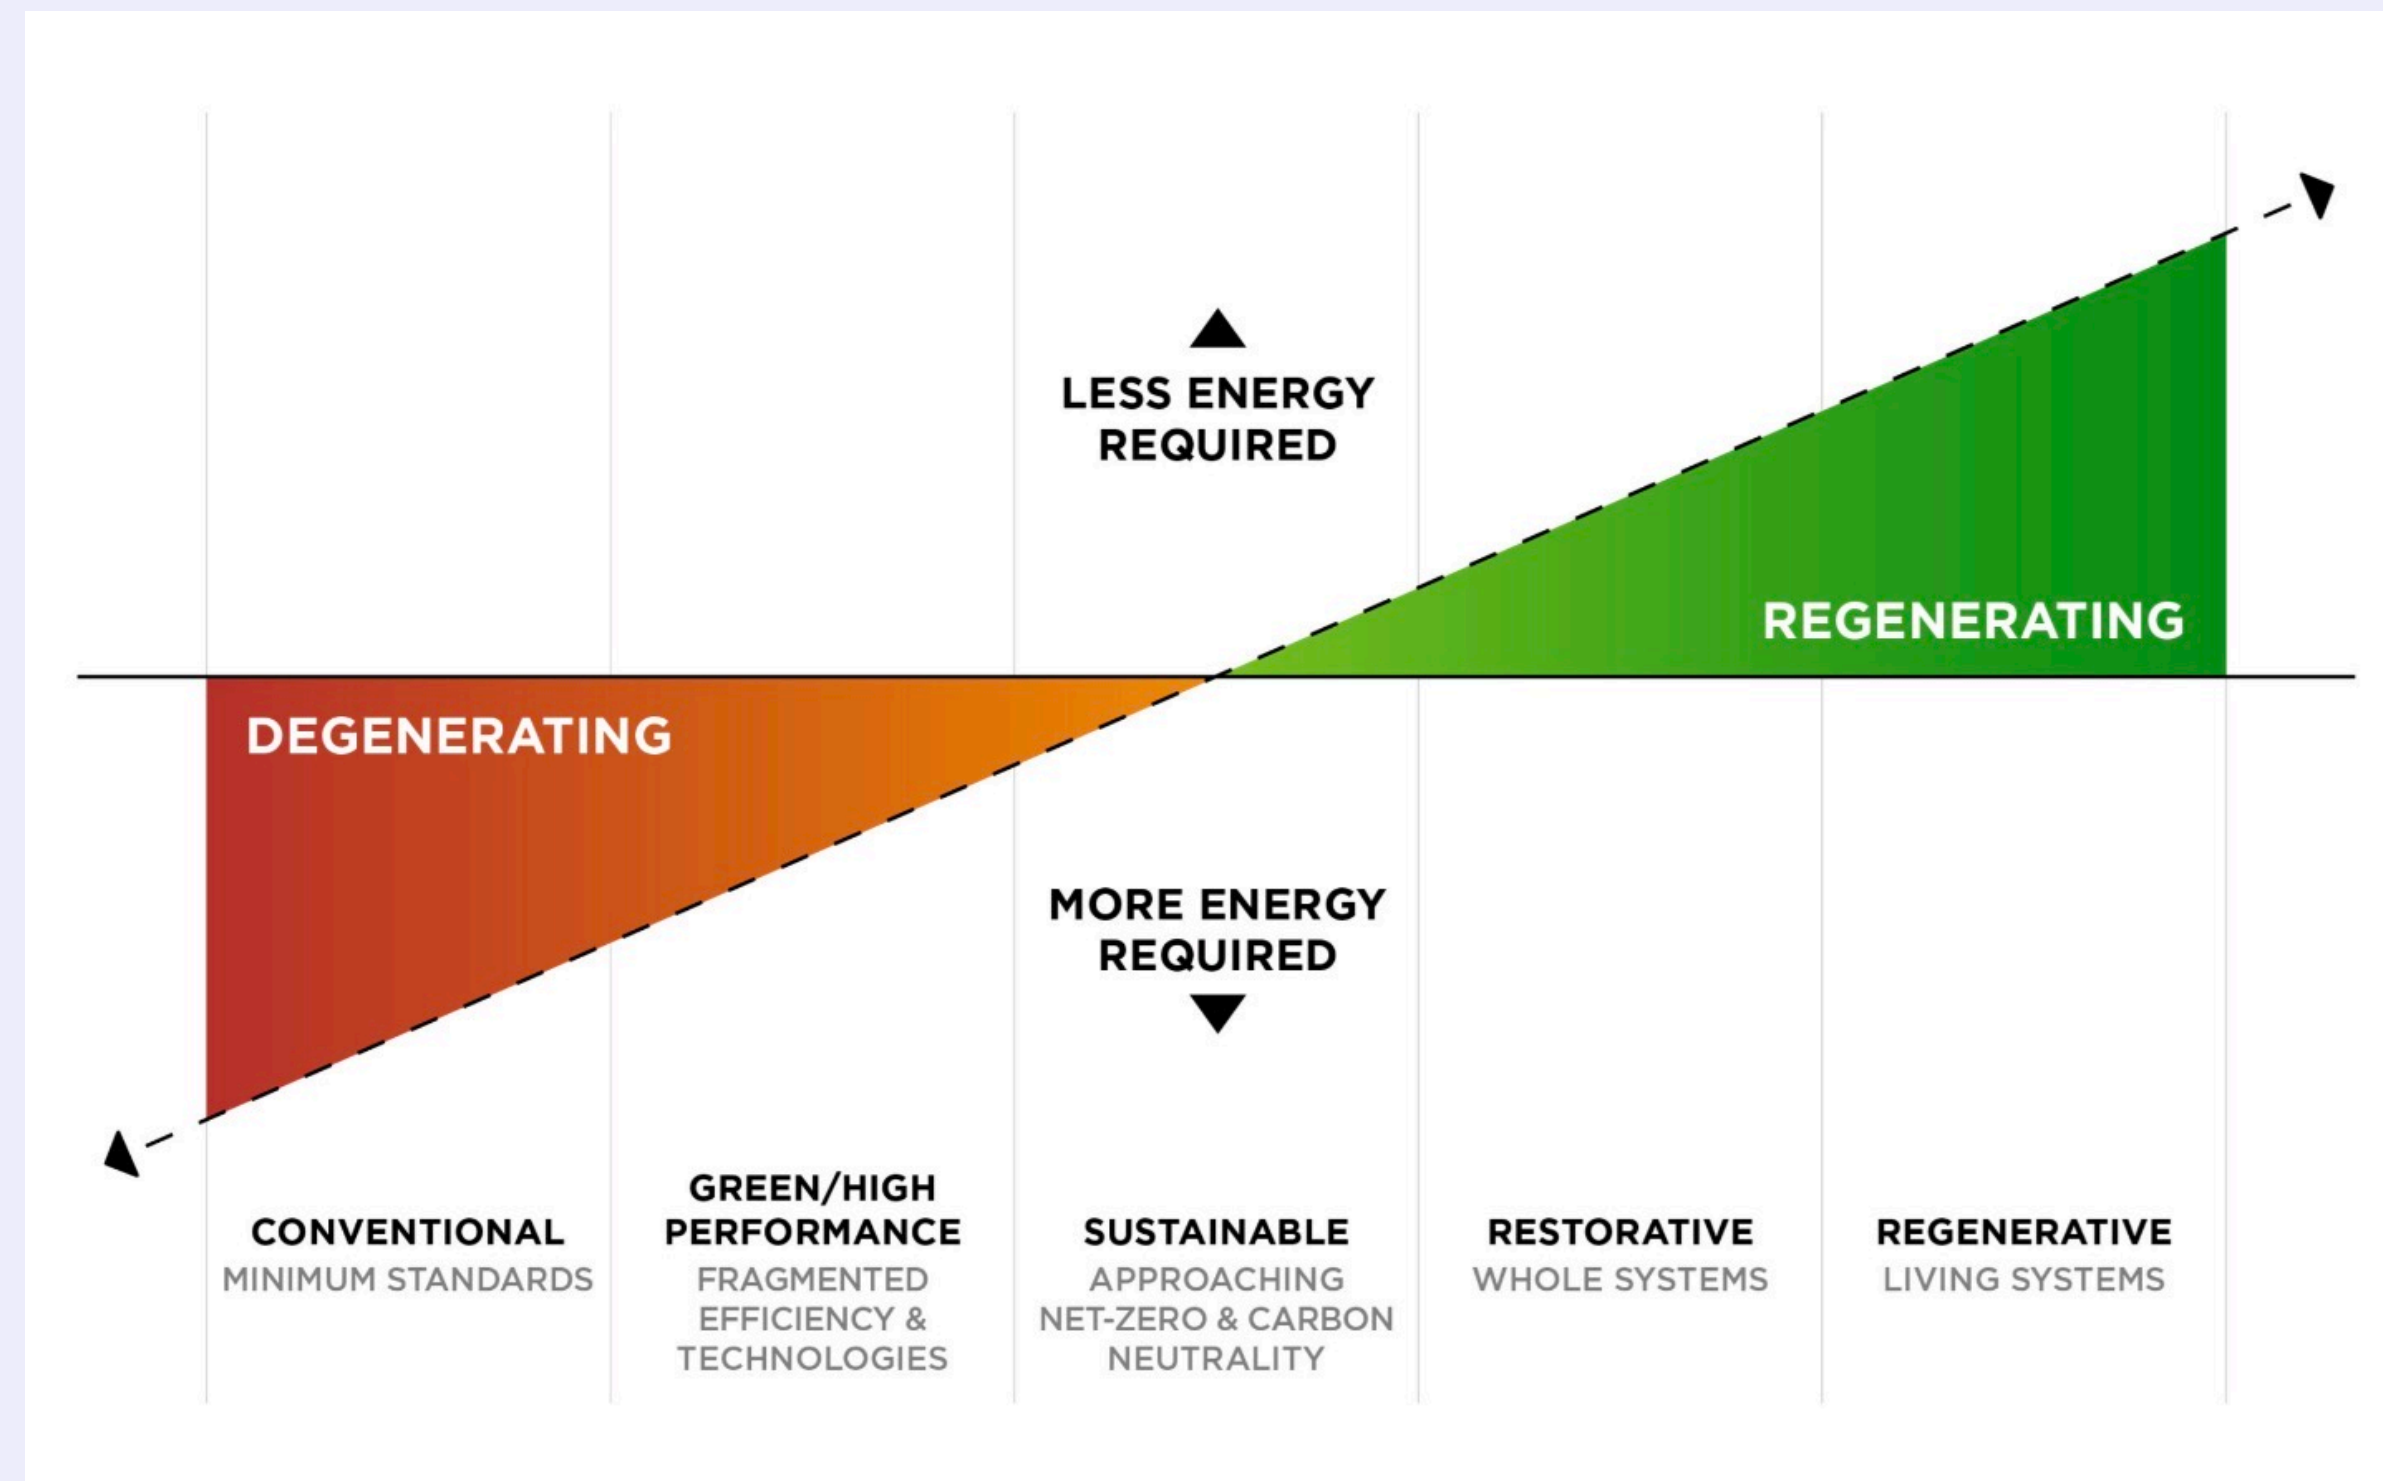 LESS ENERGY
REQUIRED
REGENERATING
DEGENERATING
MORE ENERGY
REQUIRED
CONVENTIONAL
MINIMUM STANDARDS
GREEN/HIGH
PERFORMANCE
FRAGMENTED
EFFICIENCY &
TECHNOLOGIES
SUSTAINABLE
APPROACHING
NET-ZERO & CARBON
NEUTRALITY
RESTORATIVE
WHOLE SYSTEMS
REGENERATIVE
LIVING SYSTEMS